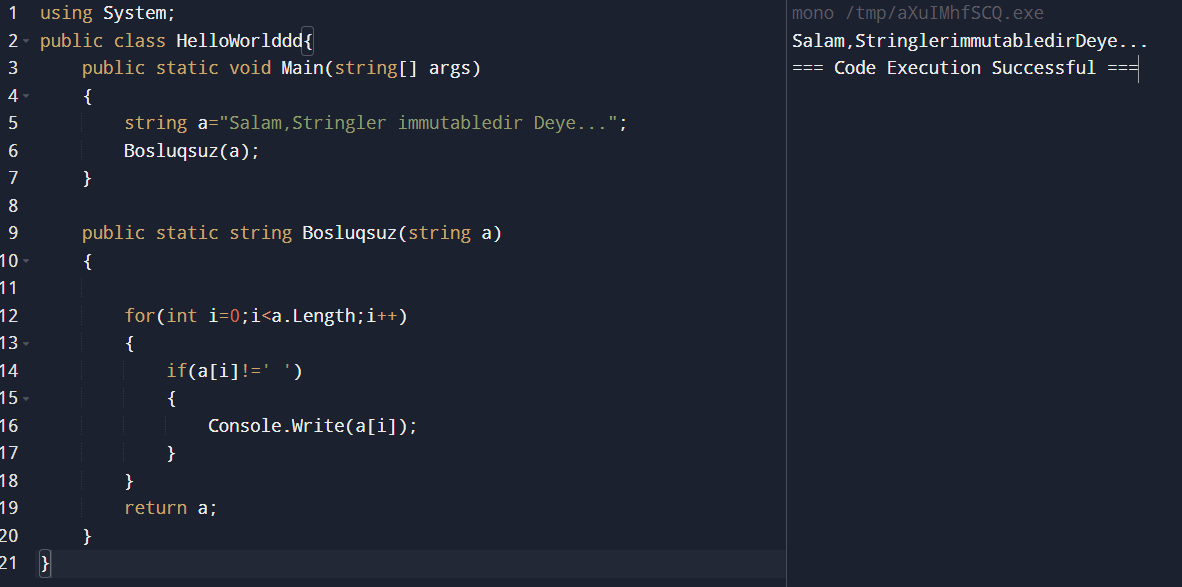 1 using System;
2 public class HelloWorlddd{
3     public static void Main(string[] args)
4     {
5         string a="Salam,Stringler immutabledir Deye...";
6         Bosluqsuz(a);
7     }
8
9     public static string Bosluqsuz(string a)
10     {
11
12         for(int i=0;i<a.Length;i++)
13         {
14             if(a[i]!=' ')
15             {
16                 Console.Write(a[i]);
17             }
18         }
19         return a;
20     }
21 }
mono /tmp/aXuIMhfSCQ.exe
Salam,StringlerimmutabledirDeye...
=== Code Execution Successful ===